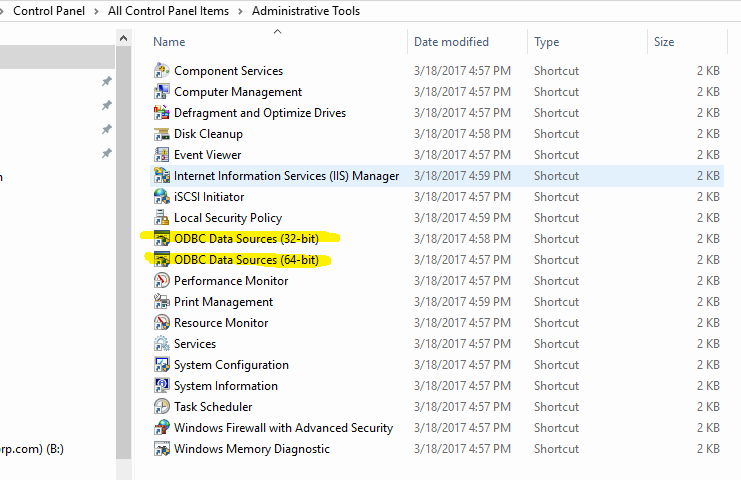 Control Panel > All Control Panel Items > Administrative Tools
Name Date modified Type Size
Component Services 3/18/2017 4:57 PM Shortcut 2 KB
Computer Management 3/18/2017 4:57 PM Shortcut 2 KB
Defragment and Optimize Drives 3/18/2017 4:57 PM Shortcut 2 KB
Disk Cleanup 3/18/2017 4:58 PM Shortcut 2 KB
Event Viewer 3/18/2017 4:57 PM Shortcut 2 KB
Internet Information Services (IIS) Manager 3/18/2017 4:59 PM Shortcut 2 KB
iSCSI Initiator 3/18/2017 4:57 PM Shortcut 2 KB
Local Security Policy 3/18/2017 4:59 PM Shortcut 2 KB
ODBC Data Sources (32-bit) 3/18/2017 4:58 PM Shortcut 2 KB
ODBC Data Sources (64-bit) 3/18/2017 4:57 PM Shortcut 2 KB
Performance Monitor 3/18/2017 4:57 PM Shortcut 2 KB
Print Management 3/18/2017 4:59 PM Shortcut 2 KB
Resource Monitor 3/18/2017 4:57 PM Shortcut 2 KB
Services 3/18/2017 4:57 PM Shortcut 2 KB
System Configuration 3/18/2017 4:57 PM Shortcut 2 KB
System Information 3/18/2017 4:57 PM Shortcut 2 KB
Task Scheduler 3/18/2017 4:57 PM Shortcut 2 KB
Windows Firewall with Advanced Security 3/18/2017 4:57 PM Shortcut 2 KB
rp.com) (B:) Windows Memory Diagnostic 3/18/2017 4:57 PM Shortcut 2 KB